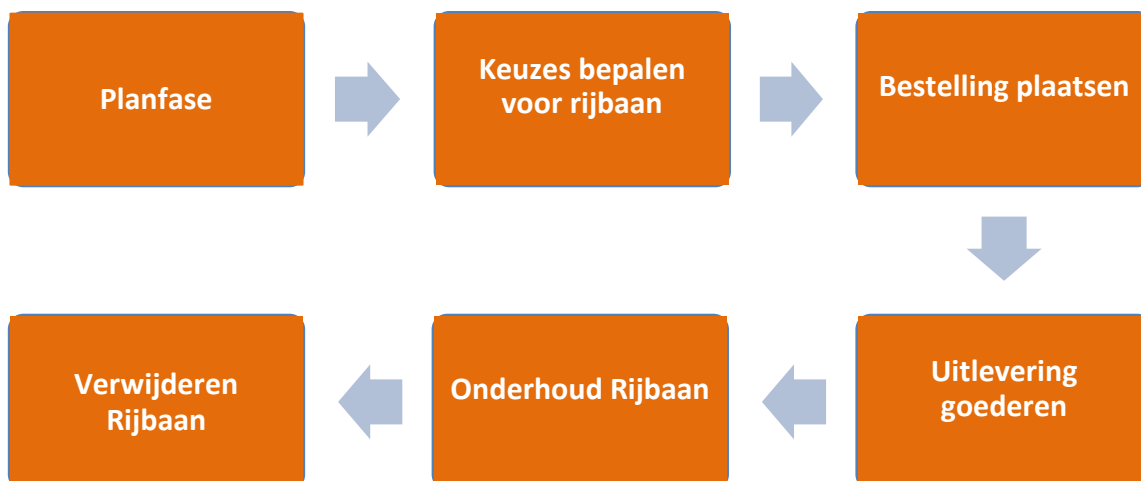 Planfase
Keuzes bepalen
voor rijbaan
Bestelling plaatsen
Uitlevering
goederen
Onderhoud Rijbaan
Verwijderen
Rijbaan